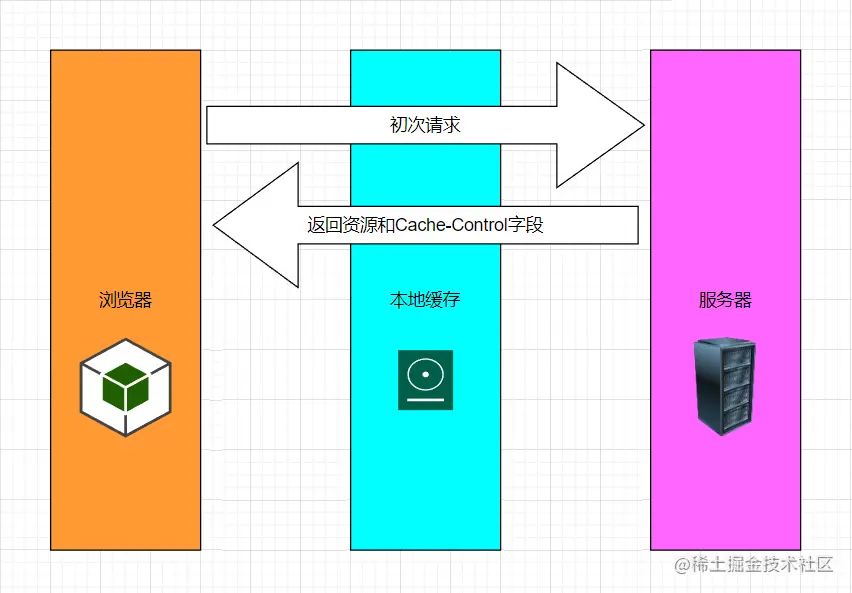 初次请求
返回资源和Cache-Control字段
浏览器
本地缓存
服务器
@稀土掘金技术社区